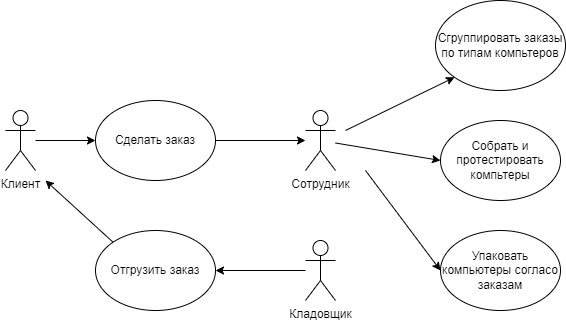 Сгруппировать заказы
по типам компьтеров
Сделать заказ
Собрать и
протестировать
компьтеры
Клиент
Сотрудник
Отгрузить заказ
Упаковать
компьютеры согласо
заказам
Кладовщик